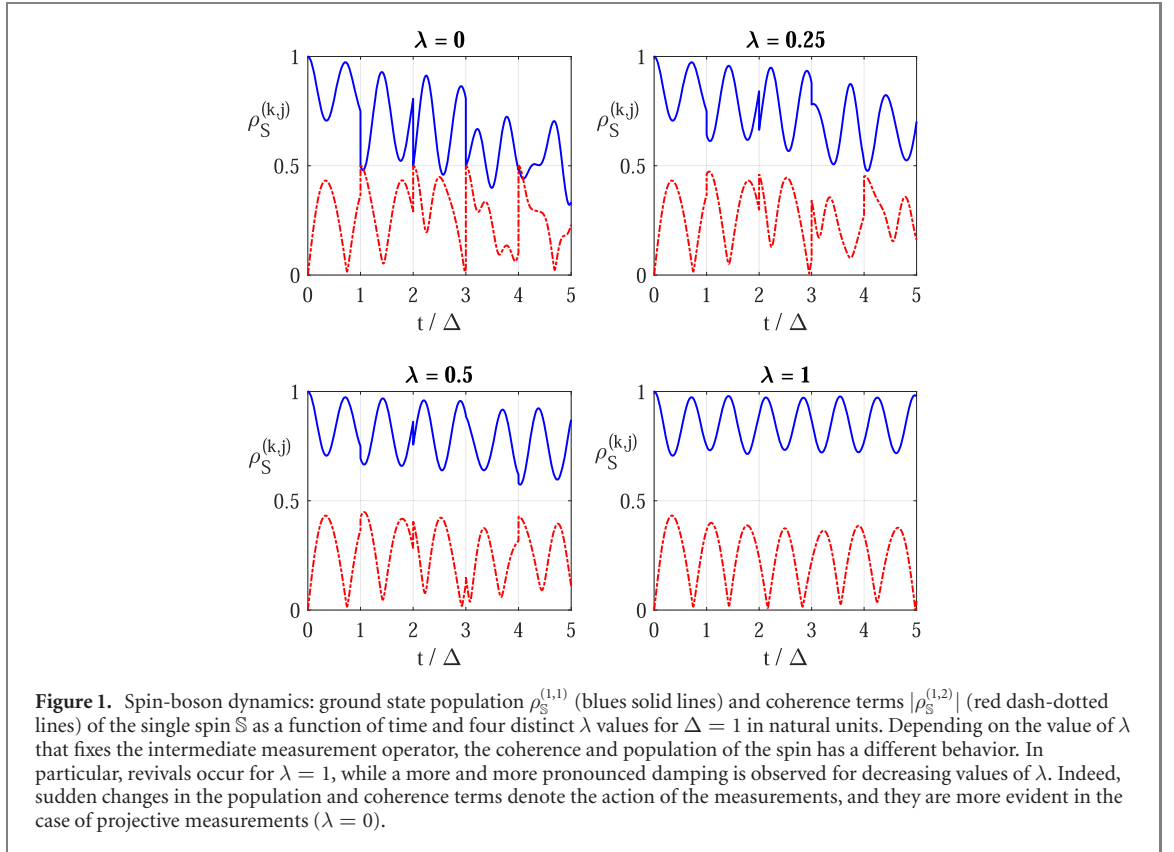 λ = 0
1
0.5
0
ρ_S^(k,j)
0 1 2 3 4 5
t / Δ
λ = 0.25
1
0.5
0
ρ_S^(k,j)
0 1 2 3 4 5
t / Δ
λ = 0.5
1
0.5
0
ρ_S^(k,j)
0 1 2 3 4 5
t / Δ
λ = 1
1
0.5
0
ρ_S^(k,j)
0 1 2 3 4 5
t / Δ
Figure 1. Spin-boson dynamics: ground state population ρ_𝕊^(1,1) (blues solid lines) and coherence terms |ρ_𝕊^(1,2)| (red dash-dotted
lines) of the single spin 𝕊 as a function of time and four distinct λ values for Δ = 1 in natural units. Depending on the value of λ
that fixes the intermediate measurement operator, the coherence and population of the spin has a different behavior. In
particular, revivals occur for λ = 1, while a more and more pronounced damping is observed for decreasing values of λ. Indeed,
sudden changes in the population and coherence terms denote the action of the measurements, and they are more evident in the
case of projective measurements (λ = 0).